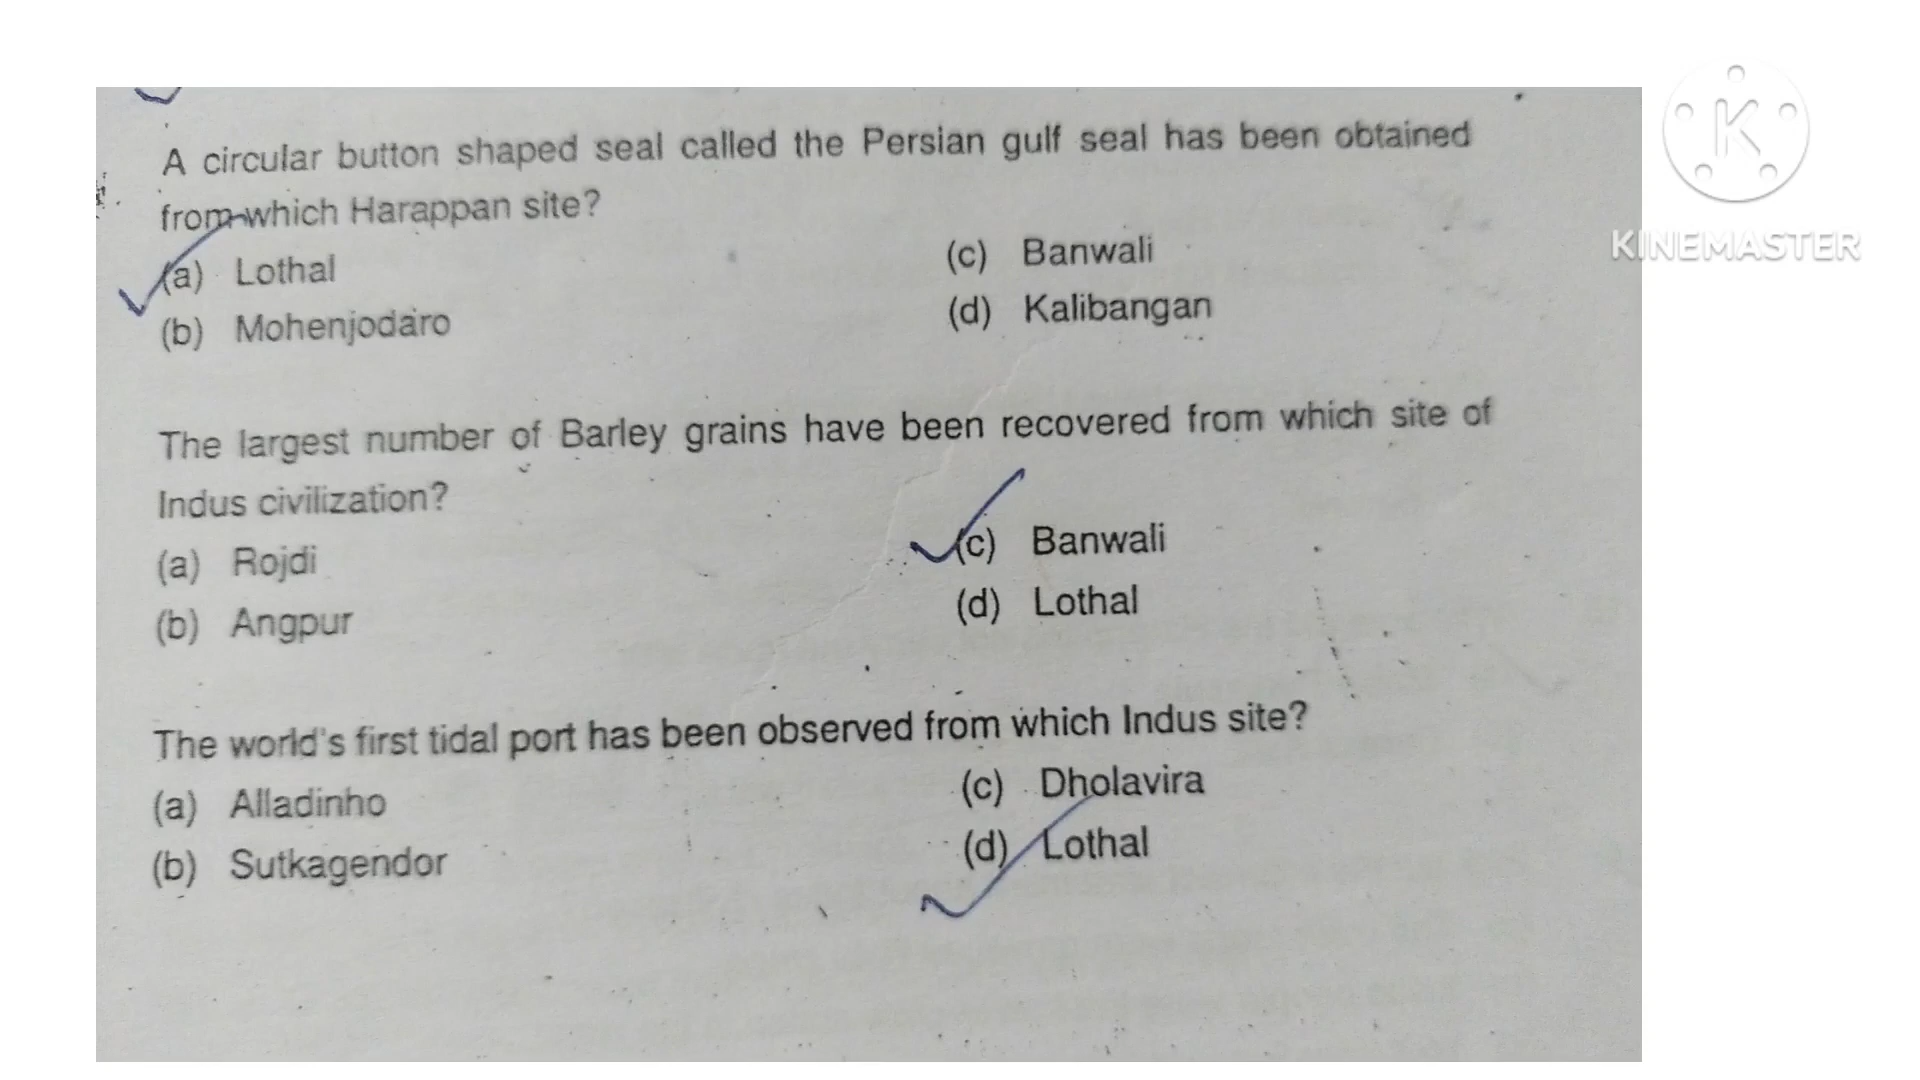 A circular button shaped seal called the Persian gulf seal has been obtained
from which Harappan site?
(a) Lothal
(b) Mohenjodaro
(c) Banwali
(d) Kalibangan
The largest number of Barley grains have been recovered from which site of
Indus civilization?
(a) Rojdi
(b) Angpur
(c) Banwali
(d) Lothal
The world's first tidal port has been observed from which Indus site?
(a) Alladinho
(b) Sutkagendor
(c) Dholavira
(d) Lothal
K
KINEMASTER